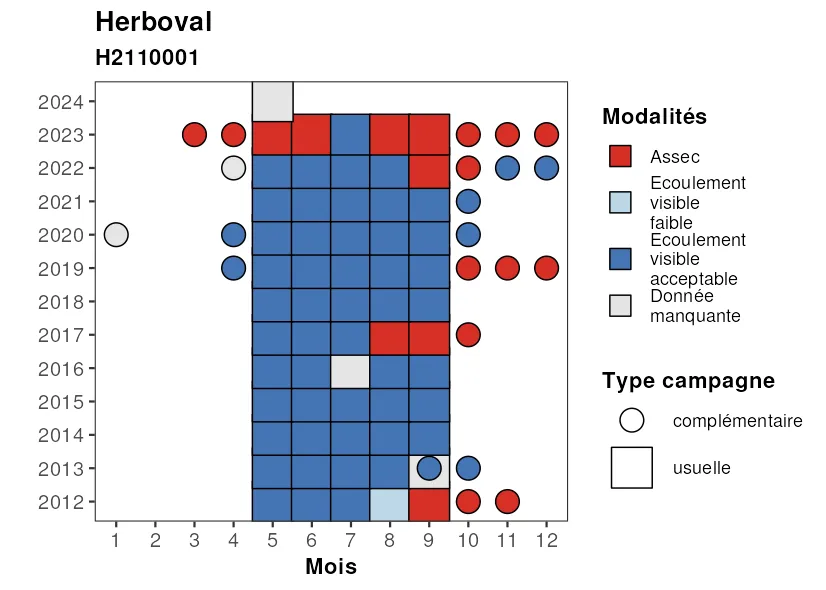 Herboval
H2110001
2024
2023
2022
2021
2020
2019
2018
2017
2016
2015
2014
2013
2012
1 2 3 4 5 6 7 8 9 10 11 12
Mois
Modalités
Assec
Ecoulement
visible
faible
Ecoulement
visible
acceptable
Donnée
manquante
Type campagne
complémentaire
usuelle